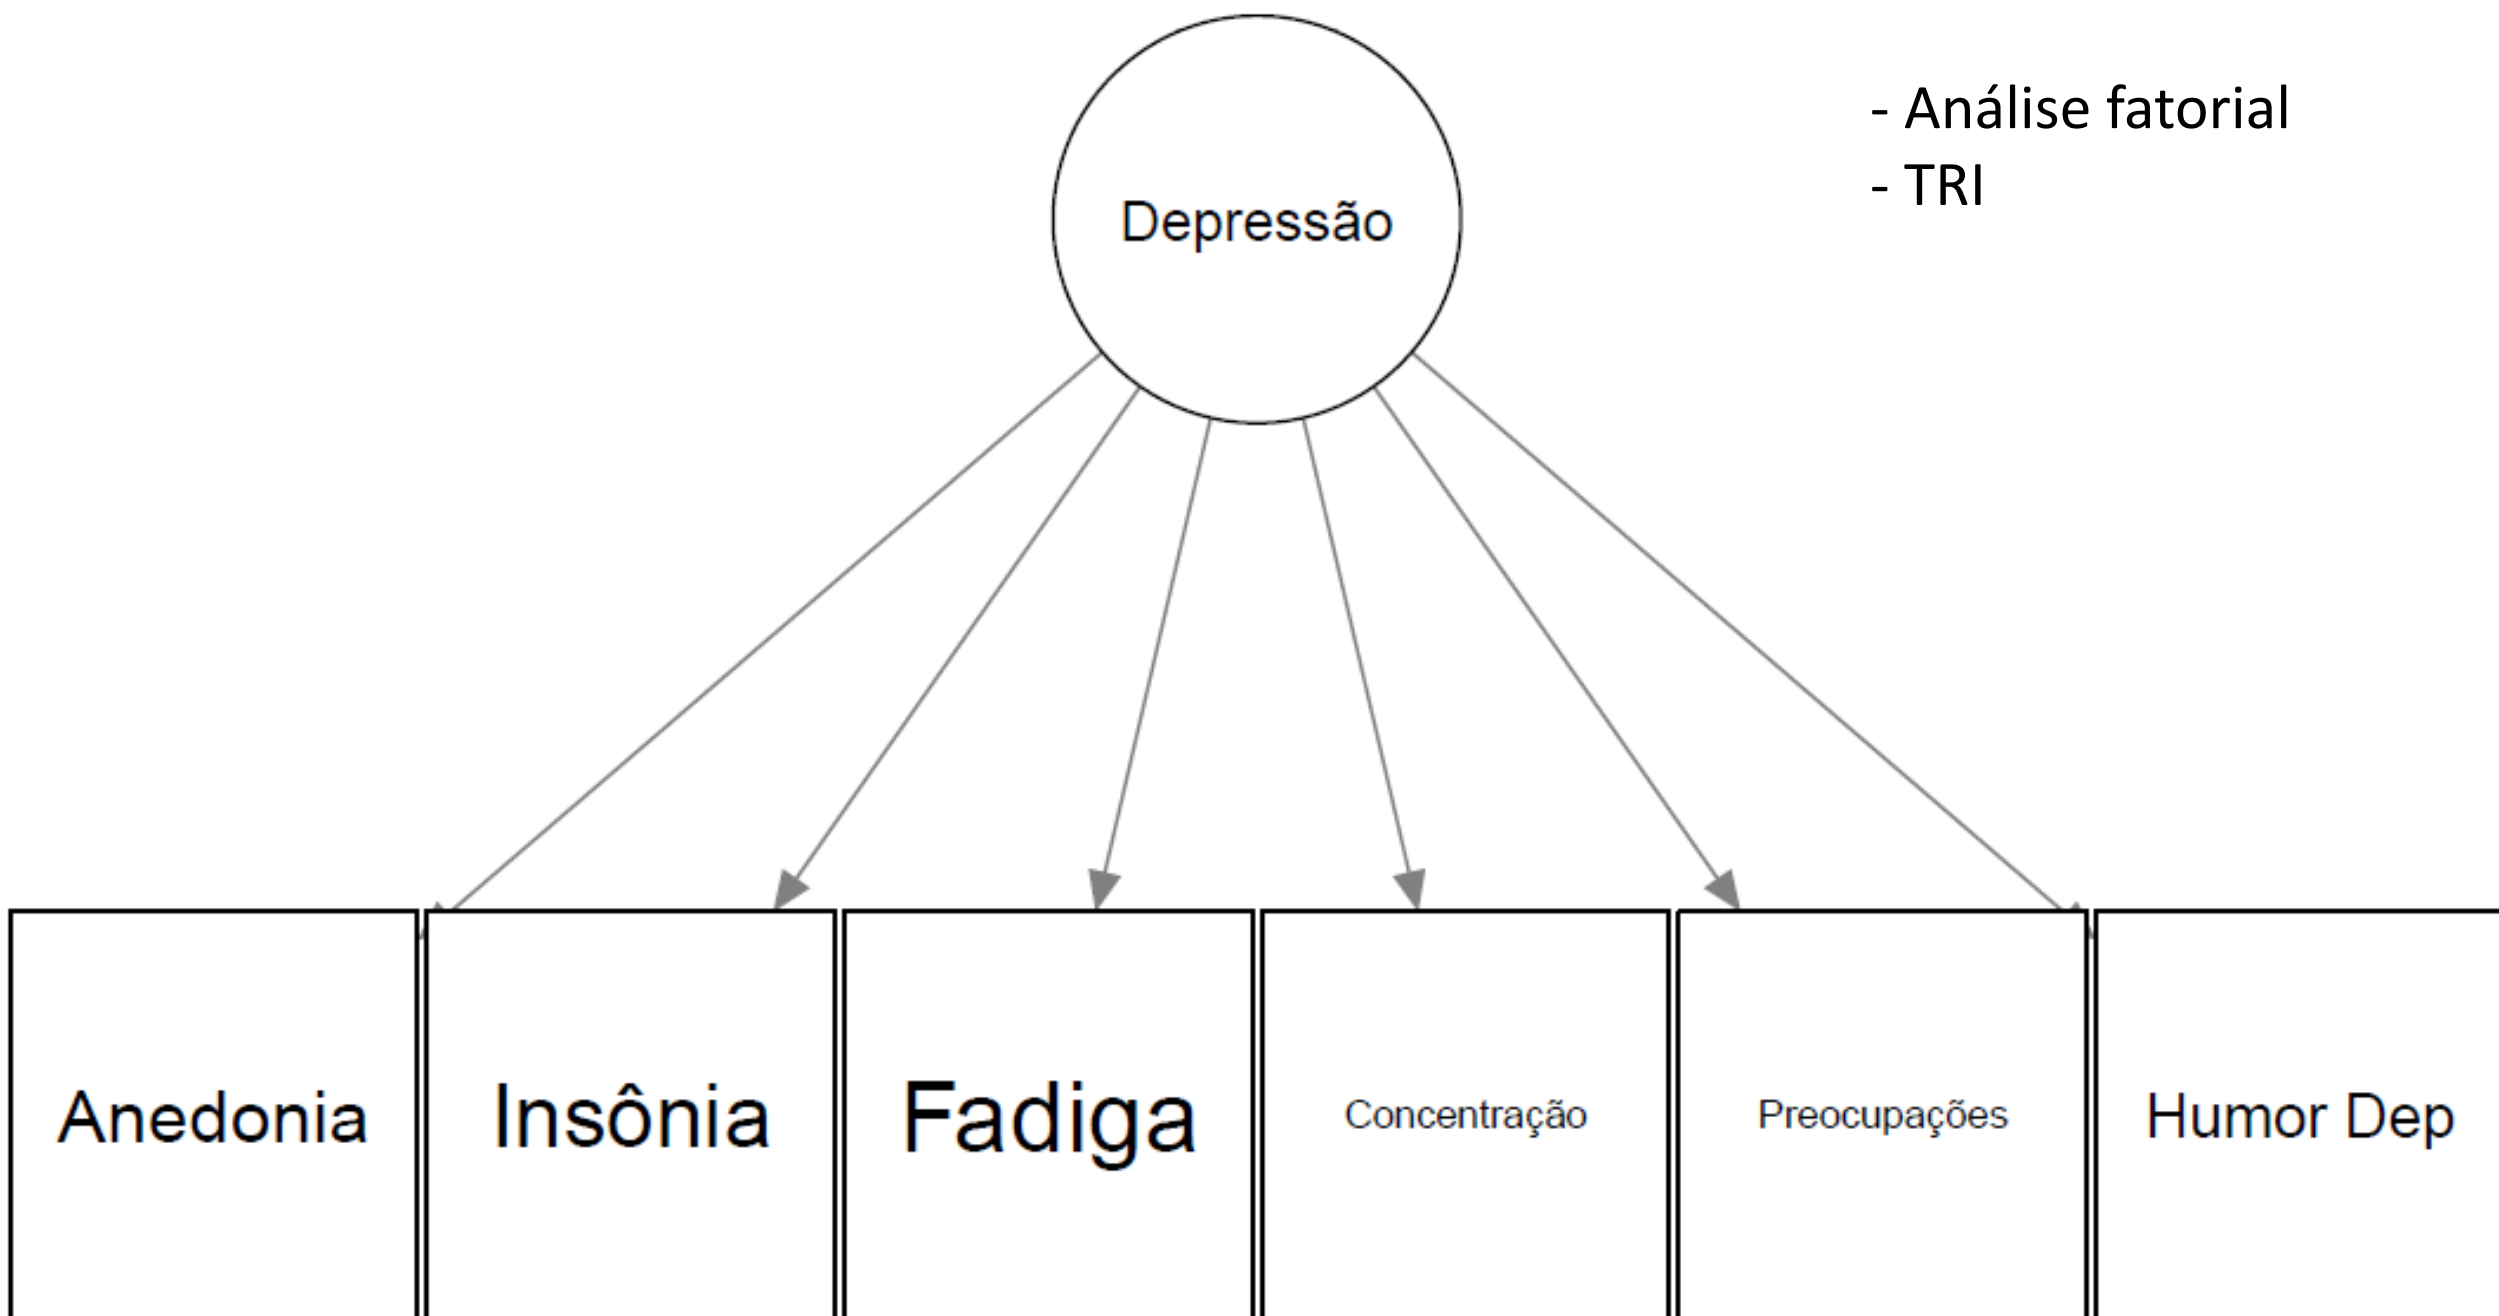 - Análise fatorial
- TRI
Depressão
Anedonia
Insônia
Fadiga
Concentração
Preocupações
Humor Dep